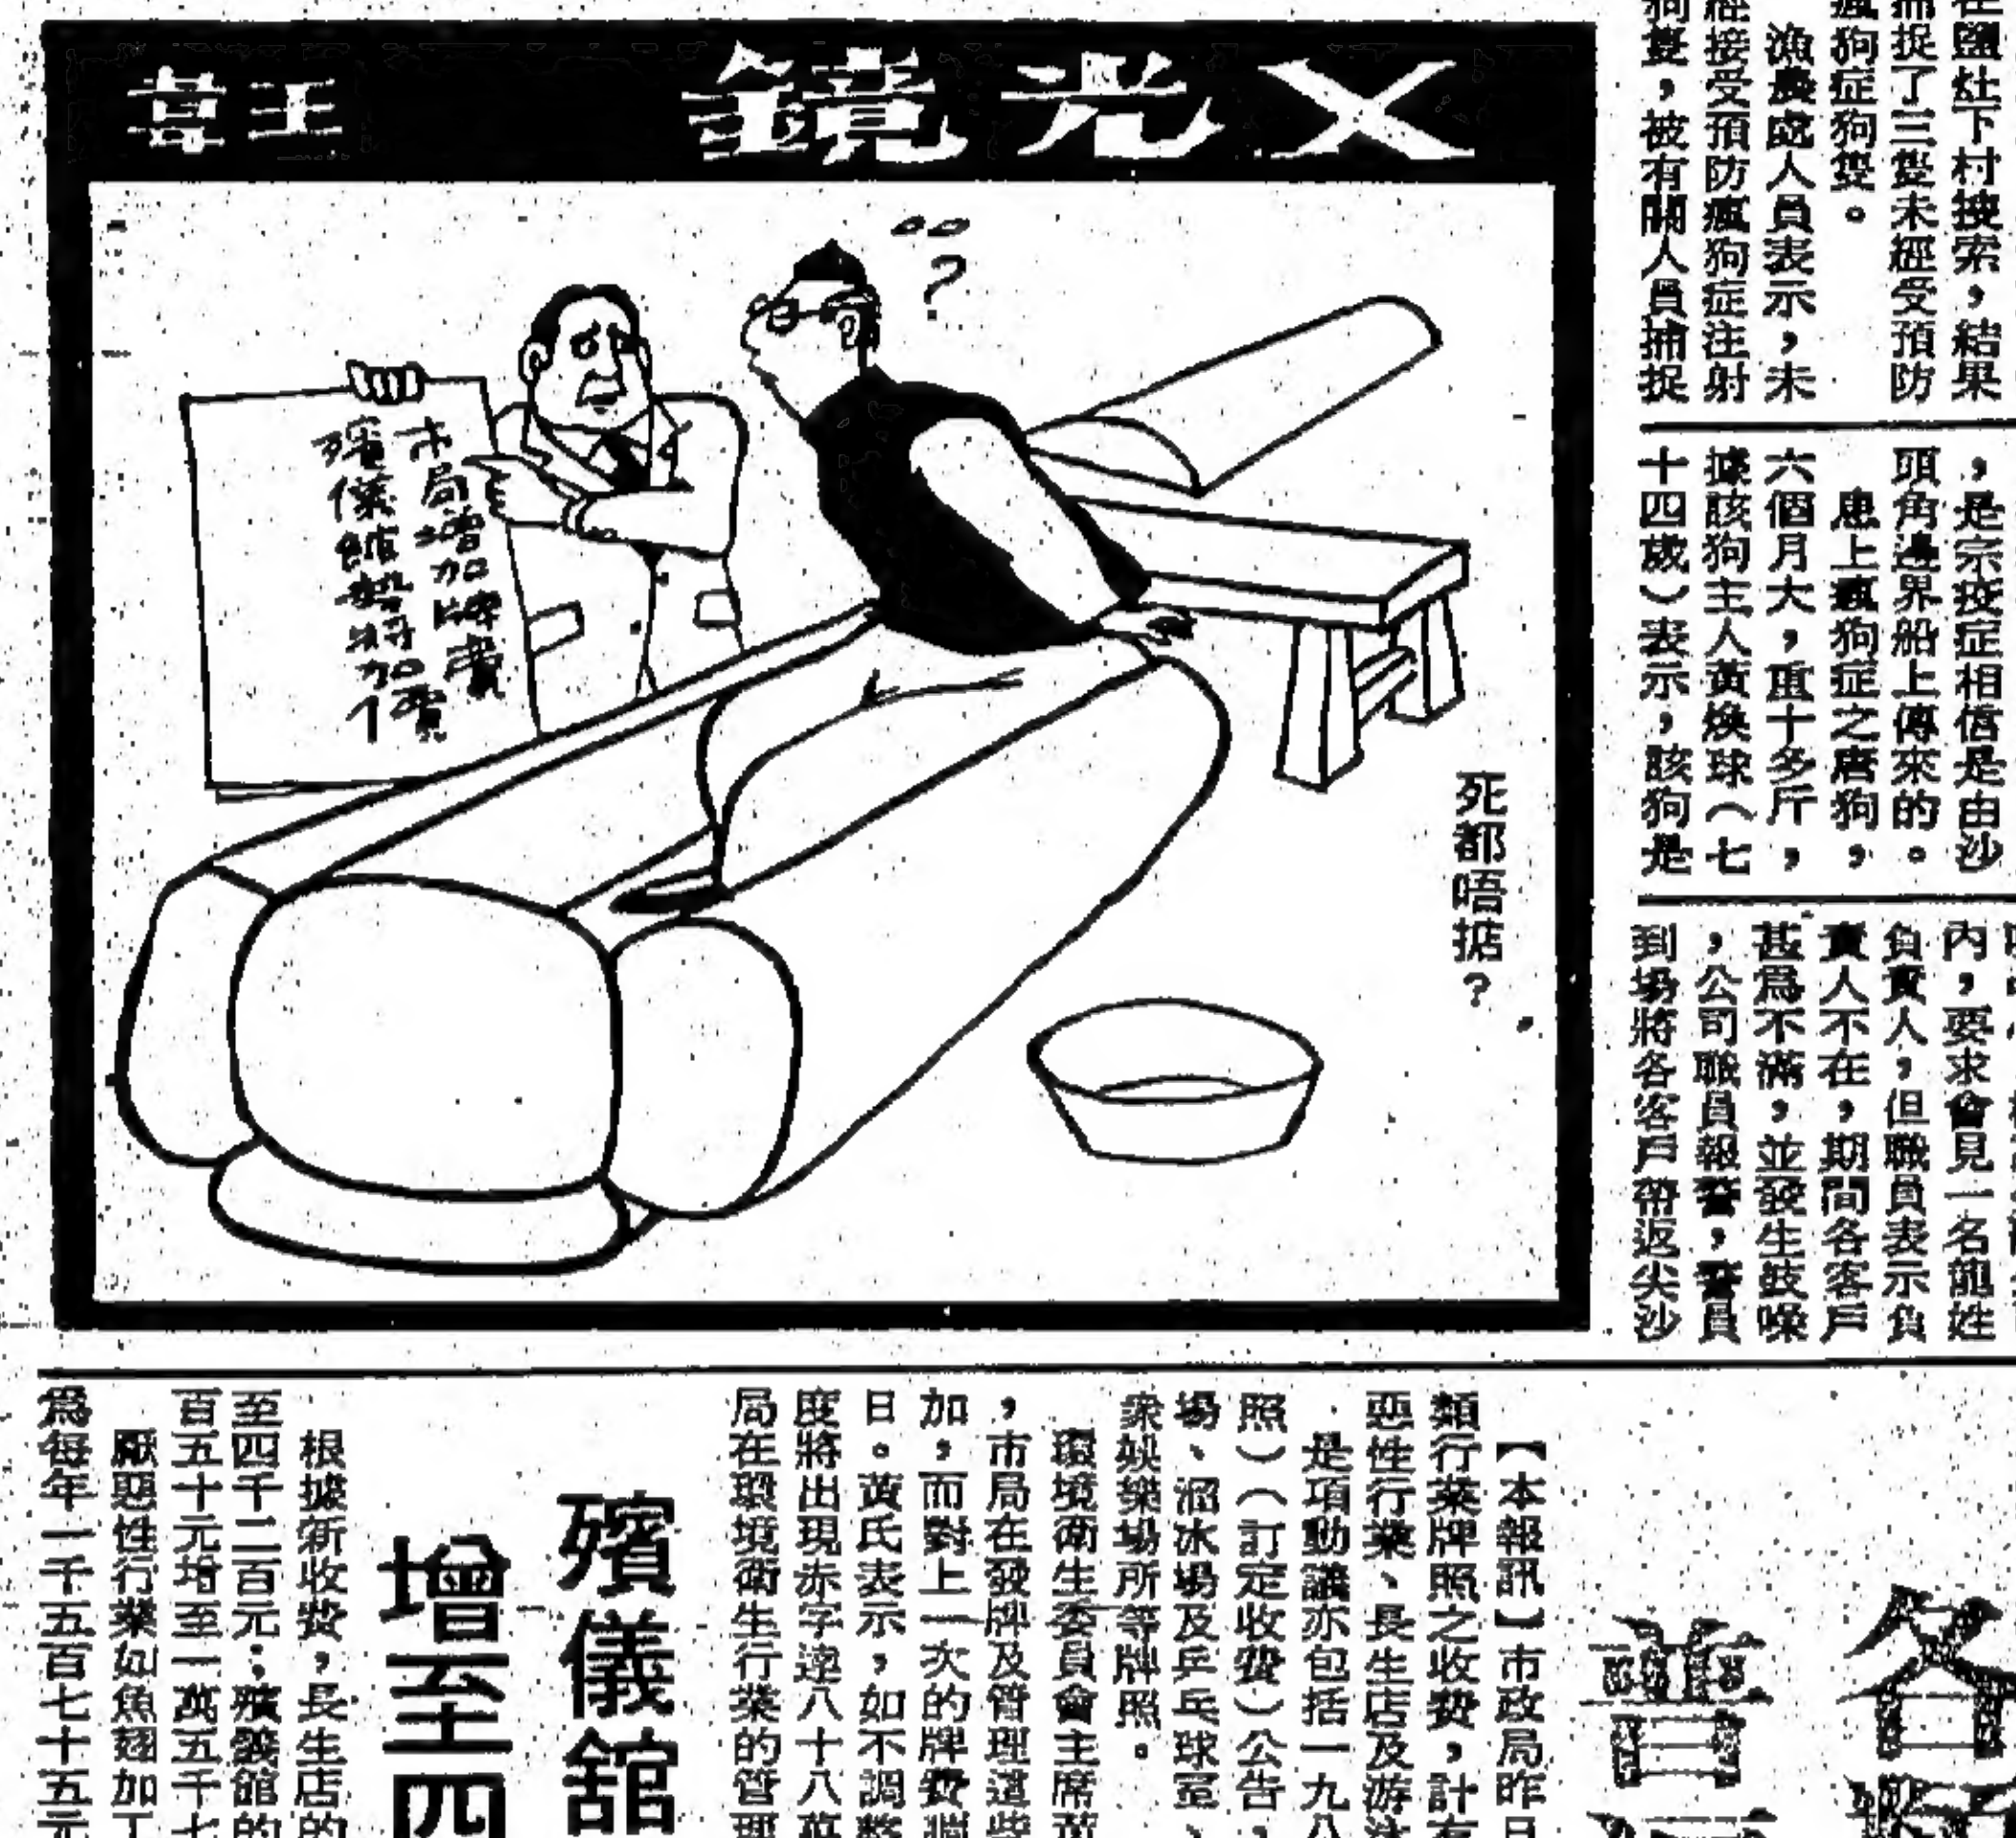 X光鏡
王喜
市局增加牌費
殯儀館勢將加費
死都唔掂？
在鹽灶下村搜索，結果
捕捉了三隻未經受預防
瘋狗症狗隻。
漁農處人員表示，未
經接受預防瘋狗症注射
狗隻，被有關人員捕捉
，是宗疫症相信是由沙
頭角邊界船上傳來的。
患上瘋狗症之唐狗，
六個月大，重十多斤，
據該狗主人黃煥球（七
十四歲）表示，該狗是
內，要求會見一名龍姓
負責人，但職員表示負
責人不在，期間各客戶
甚爲不滿，並發生鼓噪
，公司職員報警，警員
到場將各客戶帶返尖沙
【本報訊】市政局昨日
類行業牌照之收費，計有
惡性行業、長生店及游泳
是項動議亦包括一九八
照）（訂定收費）公告，
場、溜冰場及乒乓球室、
衆娛樂場所等牌照。
環境衛生委員會主席黃
，市局在發牌及管理這些
加，而對上一次的牌費
日。黃氏表示，如不調整
度將出現赤字達八十八萬
局在環境衛生行業的管理
殯儀館
增至四
根據新收費，長生店的
至四千二百元；殯儀館的
百五十元增至一萬五千七
厭惡性行業如魚翅加工
爲每年一千五百七十五元